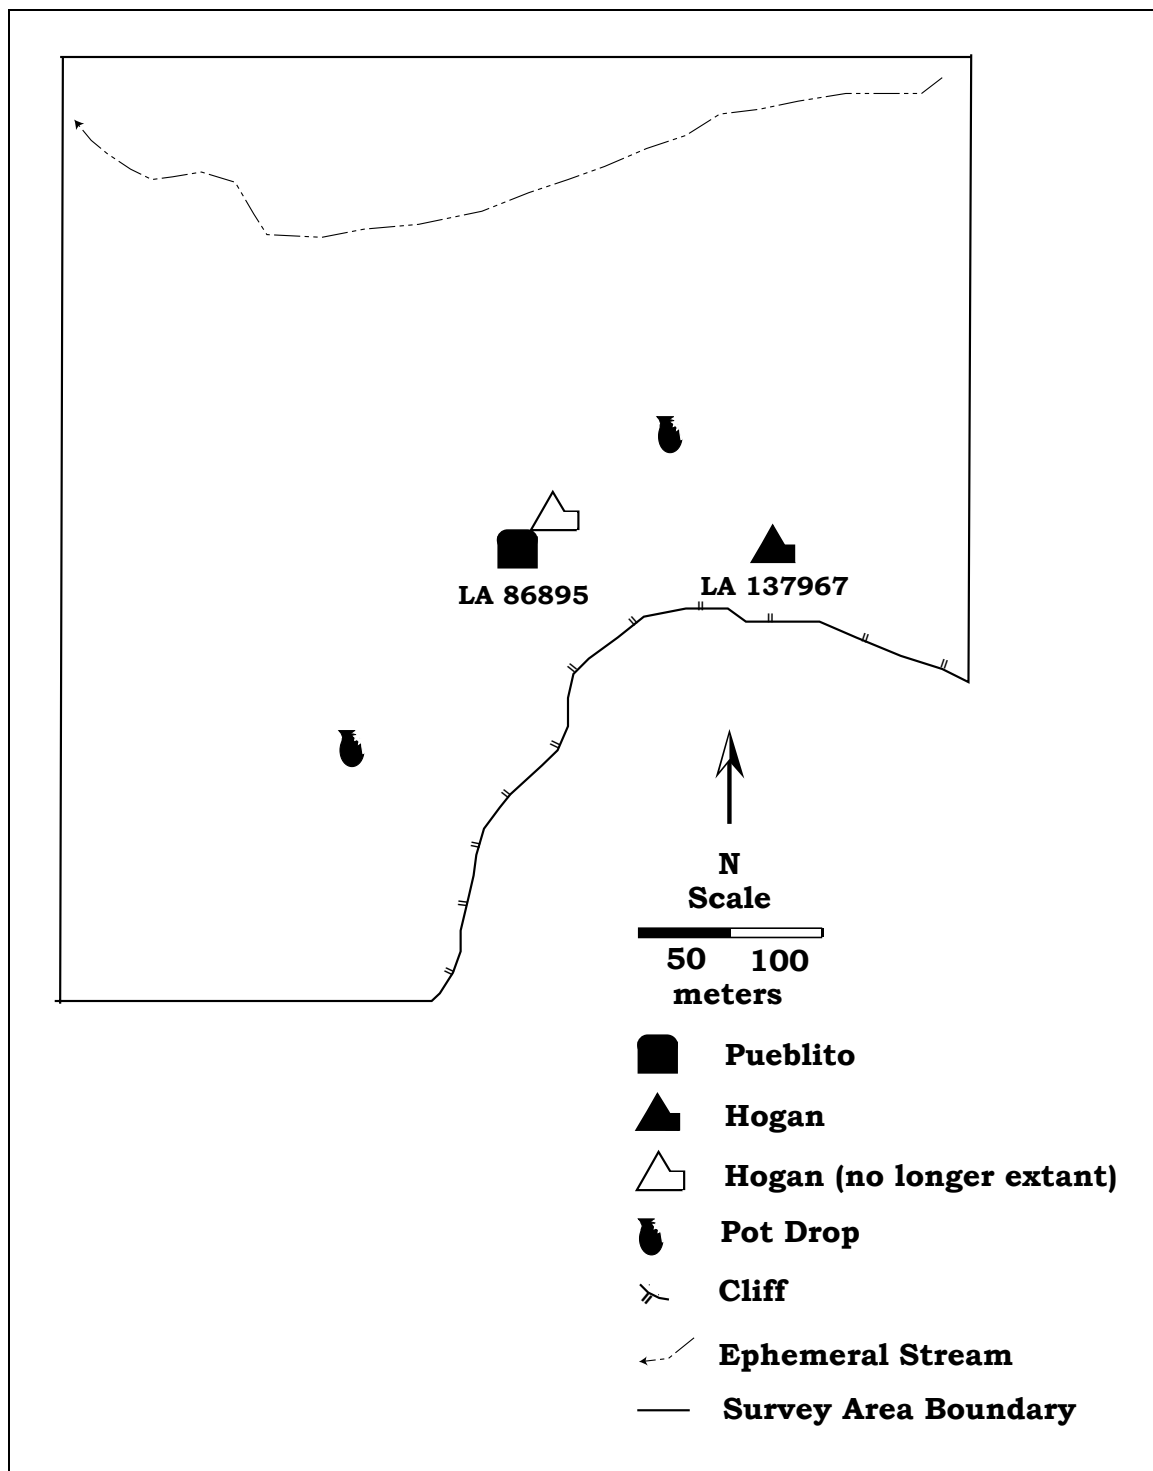 LA 86895
LA 137967
N
Scale
50 100
meters
Pueblito
Hogan
Hogan (no longer extant)
Pot Drop
Cliff
Ephemeral Stream
Survey Area Boundary